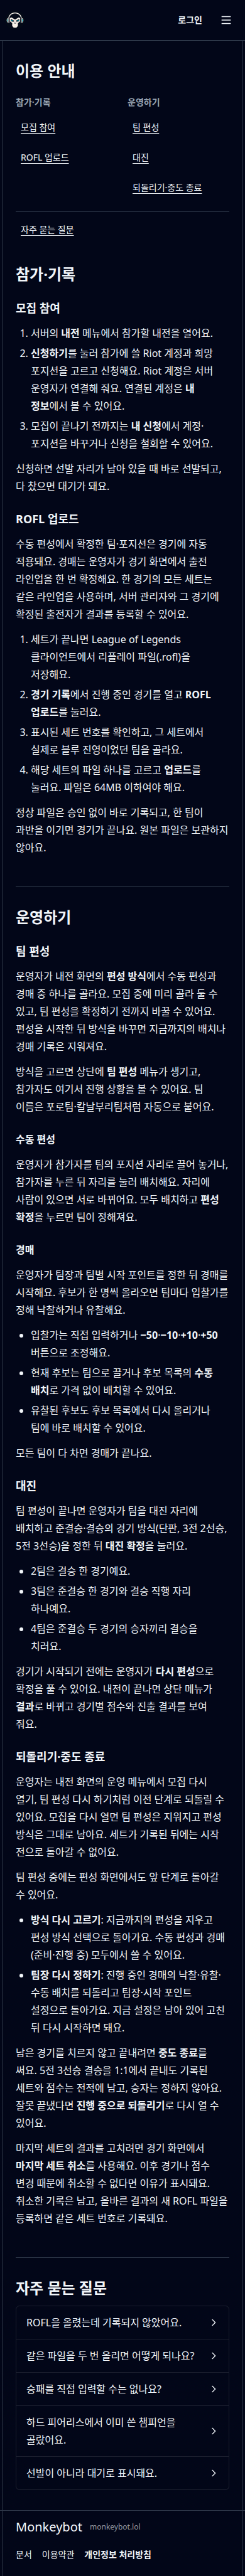 로그인
이용 안내
참가·기록
운영하기
모집 참여
팀 편성
ROFL 업로드
대진
되돌리기·중도 종료
자주 묻는 질문
참가·기록
모집 참여
1. 서버의 내전 메뉴에서 참가할 내전을 열어요.
2. 신청하기를 눌러 참가에 쓸 Riot 계정과 희망
포지션을 고르고 신청해요. Riot 계정은 서버
운영자가 연결해 줘요. 연결된 계정은 내
정보에서 볼 수 있어요.
3. 모집이 끝나기 전까지는 내 신청에서 계정·
포지션을 바꾸거나 신청을 철회할 수 있어요.
신청하면 선발 자리가 남아 있을 때 바로 선발되고,
다 찼으면 대기가 돼요.
ROFL 업로드
수동 편성에서 확정한 팀·포지션은 경기에 자동
적용돼요. 경매는 운영자가 경기 화면에서 출전
라인업을 한 번 확정해요. 한 경기의 모든 세트는
같은 라인업을 사용하며, 서버 관리자와 그 경기에
확정된 출전자가 결과를 등록할 수 있어요.
1. 세트가 끝나면 League of Legends
클라이언트에서 리플레이 파일(.rofl)을
저장해요.
2. 경기 기록에서 진행 중인 경기를 열고 ROFL
업로드를 눌러요.
3. 표시된 세트 번호를 확인하고, 그 세트에서
실제로 블루 진영이었던 팀을 골라요.
4. 해당 세트의 파일 하나를 고르고 업로드를
눌러요. 파일은 64MB 이하여야 해요.
정상 파일은 승인 없이 바로 기록되고, 한 팀이
과반을 이기면 경기가 끝나요. 원본 파일은 보관하지
않아요.
운영하기
팀 편성
운영자가 내전 화면의 편성 방식에서 수동 편성과
경매 중 하나를 골라요. 모집 중에 미리 골라 둘 수
있고, 팀 편성을 확정하기 전까지 바꿀 수 있어요.
편성을 시작한 뒤 방식을 바꾸면 지금까지의 배치나
경매 기록은 지워져요.
방식을 고르면 상단에 팀 편성 메뉴가 생기고,
참가자도 여기서 진행 상황을 볼 수 있어요. 팀
이름은 포로팀·칼날부리팀처럼 자동으로 붙어요.
수동 편성
운영자가 참가자를 팀의 포지션 자리로 끌어 놓거나,
참가자를 누른 뒤 자리를 눌러 배치해요. 자리에
사람이 있으면 서로 바뀌어요. 모두 배치하고 편성
확정을 누르면 팀이 정해져요.
경매
운영자가 팀장과 팀별 시작 포인트를 정한 뒤 경매를
시작해요. 후보가 한 명씩 올라오면 팀마다 입찰가를
정해 낙찰하거나 유찰해요.
• 입찰가는 직접 입력하거나 −50·−10·+10·+50
버튼으로 조정해요.
• 현재 후보는 팀으로 끌거나 후보 목록의 수동
배치로 가격 없이 배치할 수 있어요.
• 유찰된 후보도 후보 목록에서 다시 올리거나
팀에 바로 배치할 수 있어요.
모든 팀이 다 차면 경매가 끝나요.
대진
팀 편성이 끝나면 운영자가 팀을 대진 자리에
배치하고 준결승·결승의 경기 방식(단판, 3전 2선승,
5전 3선승)을 정한 뒤 대진 확정을 눌러요.
• 2팀은 결승 한 경기예요.
• 3팀은 준결승 한 경기와 결승 직행 자리
하나예요.
• 4팀은 준결승 두 경기의 승자끼리 결승을
치러요.
경기가 시작되기 전에는 운영자가 다시 편성으로
확정을 풀 수 있어요. 내전이 끝나면 상단 메뉴가
결과로 바뀌고 경기별 점수와 진출 결과를 보여
줘요.
되돌리기·중도 종료
운영자는 내전 화면의 운영 메뉴에서 모집 다시
열기, 팀 편성 다시 하기처럼 이전 단계로 되돌릴 수
있어요. 모집을 다시 열면 팀 편성은 지워지고 편성
방식은 그대로 남아요. 세트가 기록된 뒤에는 시작
전으로 돌아갈 수 없어요.
팀 편성 중에는 편성 화면에서도 앞 단계로 돌아갈
수 있어요.
• 방식 다시 고르기: 지금까지의 편성을 지우고
편성 방식 선택으로 돌아가요. 수동 편성과 경매
(준비·진행 중) 모두에서 쓸 수 있어요.
• 팀장 다시 정하기: 진행 중인 경매의 낙찰·유찰·
수동 배치를 되돌리고 팀장·시작 포인트
설정으로 돌아가요. 지금 설정은 남아 있어 고친
뒤 다시 시작하면 돼요.
남은 경기를 치르지 않고 끝내려면 중도 종료를
써요. 5전 3선승 결승을 1:1에서 끝내도 기록된
세트와 점수는 전적에 남고, 승자는 정하지 않아요.
잘못 끝냈다면 진행 중으로 되돌리기로 다시 열 수
있어요.
마지막 세트의 결과를 고치려면 경기 화면에서
마지막 세트 취소를 사용해요. 이후 경기나 점수
변경 때문에 취소할 수 없다면 이유가 표시돼요.
취소한 기록은 남고, 올바른 결과의 새 ROFL 파일을
등록하면 같은 세트 번호로 기록돼요.
자주 묻는 질문
ROFL을 올렸는데 기록되지 않았어요.
같은 파일을 두 번 올리면 어떻게 되나요?
승패를 직접 입력할 수는 없나요?
하드 피어리스에서 이미 쓴 챔피언을
골랐어요.
선발이 아니라 대기로 표시돼요.
Monkeybot monkeybot.lol
문서 이용약관 개인정보 처리방침